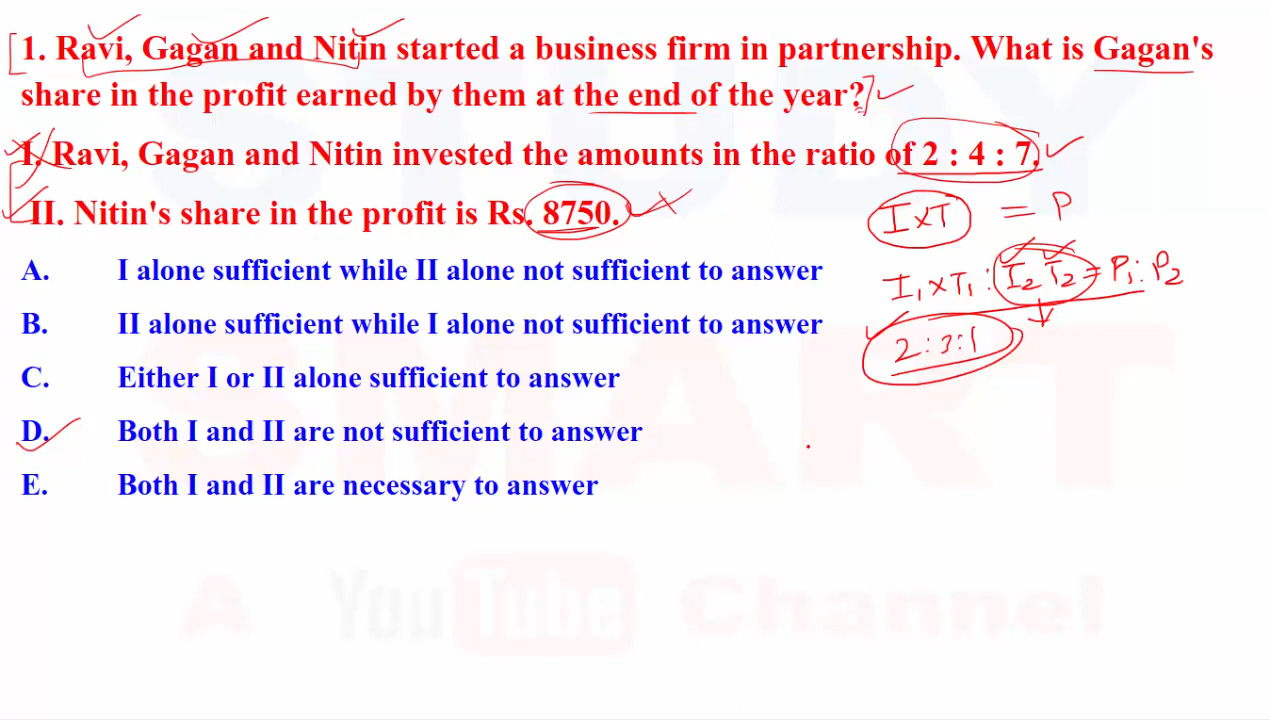 1. Ravi, Gagan and Nitin started a business firm in partnership. What is Gagan's
share in the profit earned by them at the end of the year?
I. Ravi, Gagan and Nitin invested the amounts in the ratio of 2 : 4 : 7.
II. Nitin's share in the profit is Rs. 8750.
I×T = P
A. I alone sufficient while II alone not sufficient to answer
I₁×T₁ : I₂ T₂ = P₁ : P₂
B. II alone sufficient while I alone not sufficient to answer
2:3:1
C. Either I or II alone sufficient to answer
D. Both I and II are not sufficient to answer
E. Both I and II are necessary to answer
STUDY
SMART
A YouTube Channel